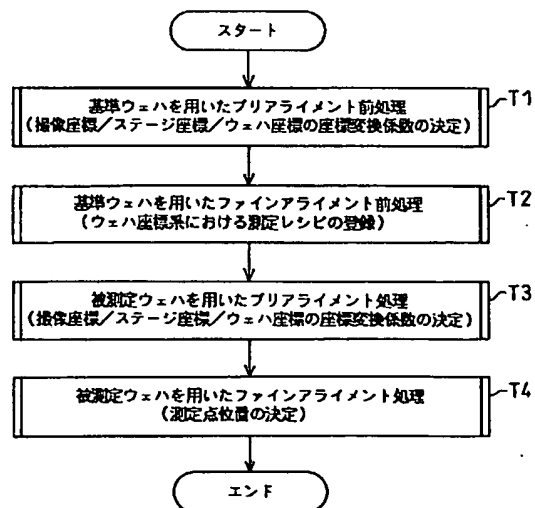 スタート
基準ウェハを用いたプリアライメント前処理
(撮像座標/ステージ座標/ウェハ座標の座標変換係数の決定)
T1
基準ウェハを用いたファインアライメント前処理
(ウェハ座標系における測定レシピの登録)
T2
被測定ウェハを用いたプリアライメント処理
(撮像座標/ステージ座標/ウェハ座標の座標変換係数の決定)
T3
被測定ウェハを用いたファインアライメント処理
(測定点位置の決定)
T4
エンド